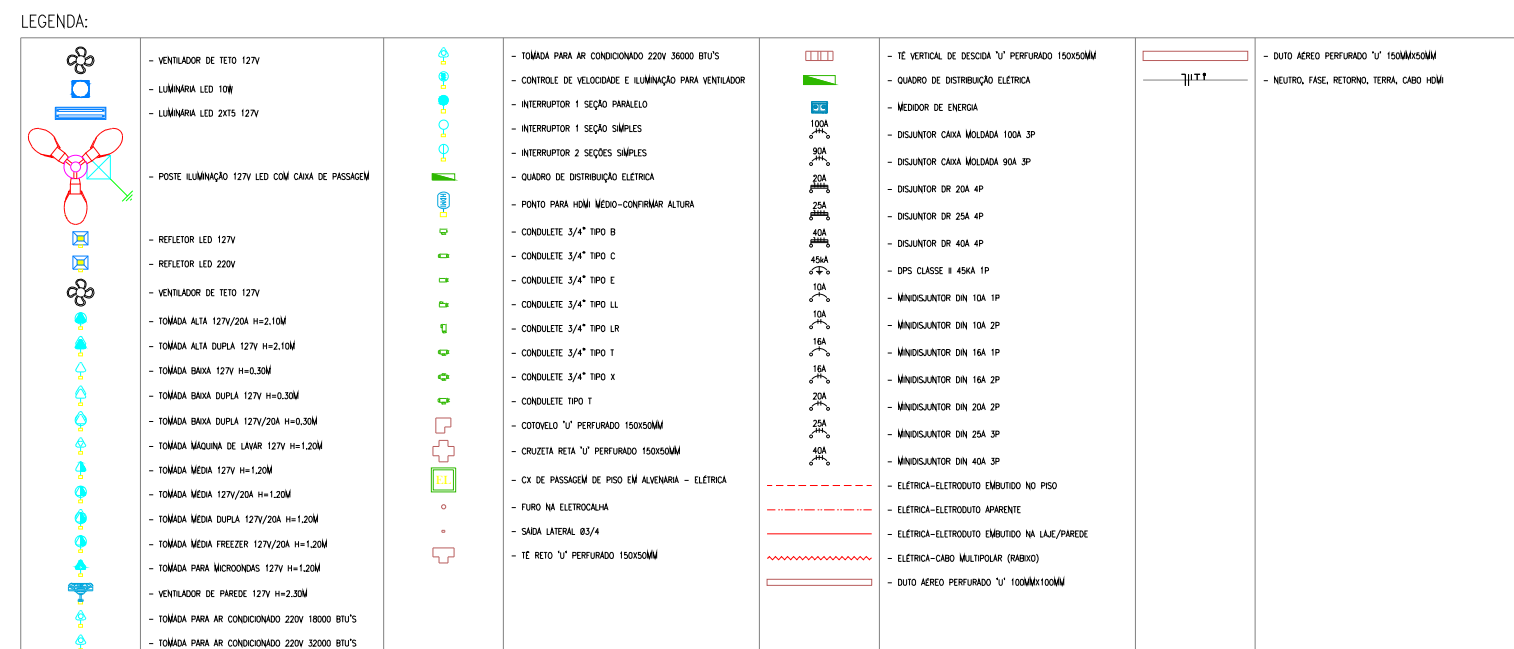 LEGENDA:
- VENTILADOR DE TETO 127V
- LUMINÁRIA LED 10W
- LUMINÁRIA LED 2XT5 127V
- POSTE ILUMINAÇÃO 127V LED COM CAIXA DE PASSAGEM
- REFLETOR LED 127V
- REFLETOR LED 220V
- VENTILADOR DE TETO 127V
- TOMADA ALTA 127V/20A H=2.10M
- TOMADA ALTA DUPLA 127V H=2.10M
- TOMADA BAIXA 127V H=0.30M
- TOMADA BAIXA DUPLA 127V H=0.30M
- TOMADA BAIXA DUPLA 127V/20A H=0.30M
- TOMADA MÁQUINA DE LAVAR 127V H=1.20M
- TOMADA MÉDIA 127V H=1.20M
- TOMADA MÉDIA 127V/20A H=1.20M
- TOMADA MÉDIA DUPLA 127V/20A H=1.20M
- TOMADA MÉDIA FREEZER 127V/20A H=1.20M
- TOMADA PARA MICROONDAS 127V H=1.20M
- VENTILADOR DE PAREDE 127V H=2.30M
- TOMADA PARA AR CONDICIONADO 220V 18000 BTU'S
- TOMADA PARA AR CONDICIONADO 220V 32000 BTU'S
- TOMADA PARA AR CONDICIONADO 220V 36000 BTU'S
- CONTROLE DE VELOCIDADE E ILUMINAÇÃO PARA VENTILADOR
- INTERRUPTOR 1 SEÇÃO PARALELO
- INTERRUPTOR 1 SEÇÃO SIMPLES
- INTERRUPTOR 2 SEÇÕES SIMPLES
- QUADRO DE DISTRIBUIÇÃO ELÉTRICA
HDMI - PONTO PARA HDMI MÉDIO-CONFIRMAR ALTURA
- CONDULETE 3/4" TIPO B
- CONDULETE 3/4" TIPO C
- CONDULETE 3/4" TIPO E
- CONDULETE 3/4" TIPO LL
- CONDULETE 3/4" TIPO LR
- CONDULETE 3/4" TIPO T
- CONDULETE 3/4" TIPO X
- CONDULETE TIPO T
- COTOVELO "U" PERFURADO 150X50MM
- CRUZETA RETA "U" PERFURADO 150X50MM
- CX DE PASSAGEM DE PISO EM ALVENARIA - ELÉTRICA
- FURO NA ELETROCALHA
- SAÍDA LATERAL Ø3/4
- TÊ RETO "U" PERFURADO 150X50MM
- TÊ VERTICAL DE DESCIDA "U" PERFURADO 150X50MM
- QUADRO DE DISTRIBUIÇÃO ELÉTRICA
- MEDIDOR DE ENERGIA
100A - DISJUNTOR CAIXA MOLDADA 100A 3P
90A - DISJUNTOR CAIXA MOLDADA 90A 3P
20A - DISJUNTOR DR 20A 4P
25A - DISJUNTOR DR 25A 4P
40A - DISJUNTOR DR 40A 4P
45kA - DPS CLASSE II 45KA 1P
10A - MINIDISJUNTOR DIN 10A 1P
10A - MINIDISJUNTOR DIN 10A 2P
16A - MINIDISJUNTOR DIN 16A 1P
16A - MINIDISJUNTOR DIN 16A 2P
20A - MINIDISJUNTOR DIN 20A 2P
25A - MINIDISJUNTOR DIN 25A 3P
40A - MINIDISJUNTOR DIN 40A 3P
- ELÉTRICA-ELETRODUTO EMBUTIDO NO PISO
- ELÉTRICA-ELETRODUTO APARENTE
- ELÉTRICA-ELETRODUTO EMBUTIDO NA LAJE/PAREDE
- ELÉTRICA-CABO MULTIPOLAR (RABIXO)
- DUTO AÉREO PERFURADO "U" 100MMX100MM
- DUTO AÉREO PERFURADO "U" 150MMX50MM
- NEUTRO, FASE, RETORNO, TERRA, CABO HDMI